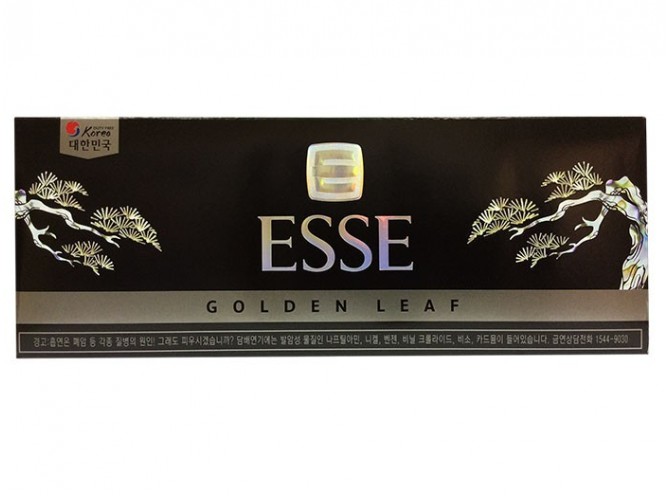 DUTY FREE
Korea
대한민국
ESSE
GOLDEN LEAF
경고:흡연은 폐암 등 각종 질병의 원인! 그래도 피우시겠습니까? 담배연기에는 발암성 물질인 나프틸아민, 니켈, 벤젠, 비닐 크롤라이드, 비소, 카드뮴이 들어있습니다. 금연상담전화 1544-9030